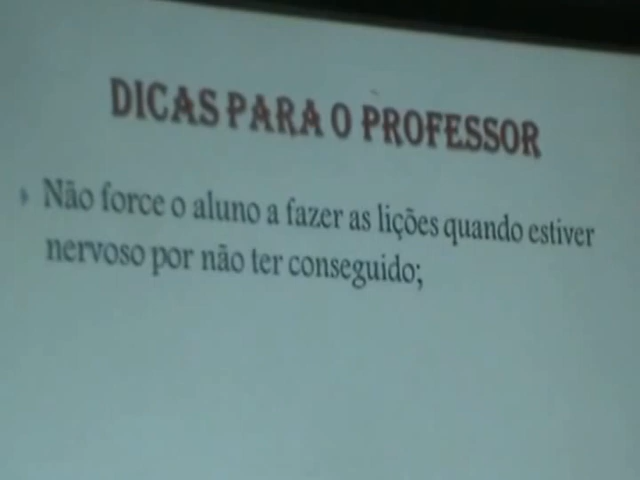 DICAS PARA O PROFESSOR
Não force o aluno a fazer as lições quando estiver
nervoso por não ter conseguido;